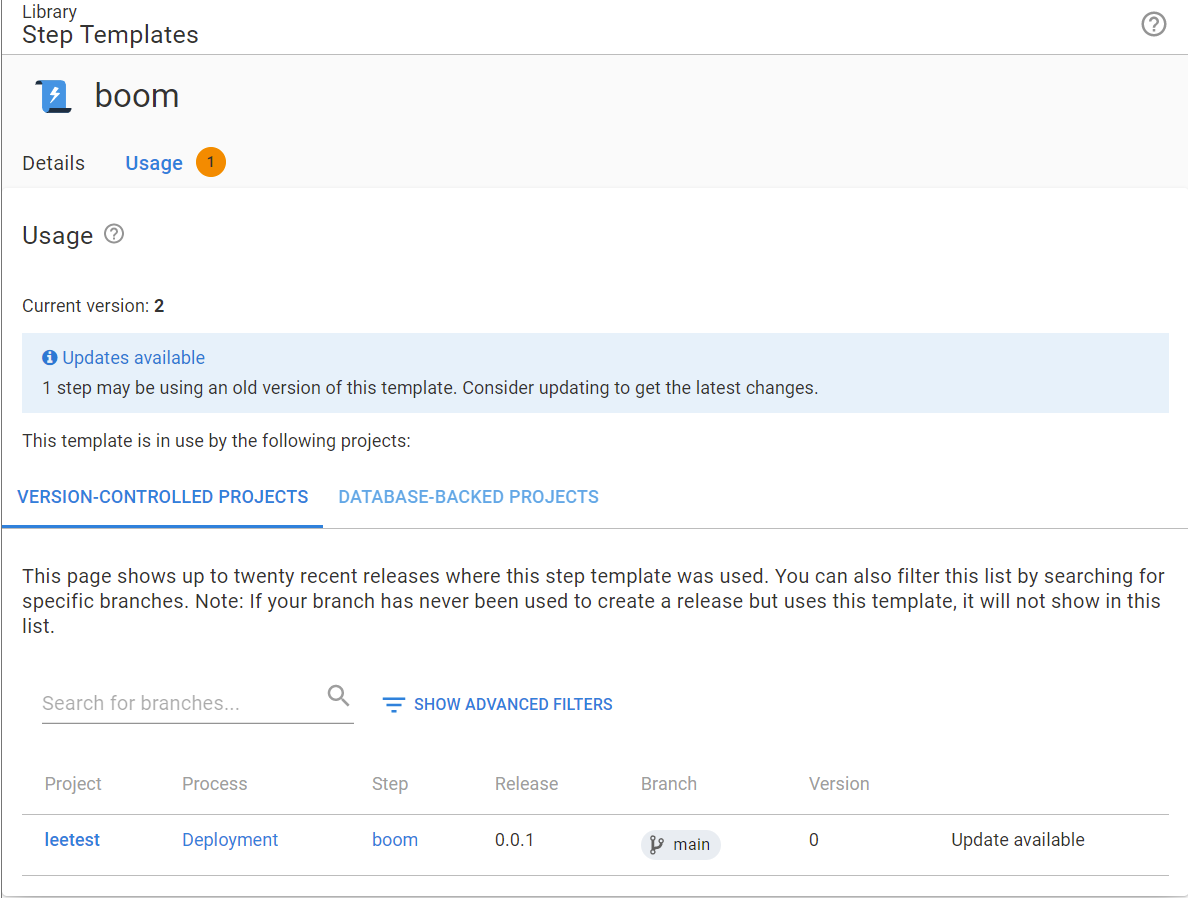 Library
Step Templates
boom
Details Usage 1
Usage
Current version: 2
Updates available
1 step may be using an old version of this template. Consider updating to get the latest changes.
This template is in use by the following projects:
VERSION-CONTROLLED PROJECTS DATABASE-BACKED PROJECTS
This page shows up to twenty recent releases where this step template was used. You can also filter this list by searching for
specific branches. Note: If your branch has never been used to create a release but uses this template, it will not show in this
list.
Search for branches... SHOW ADVANCED FILTERS
Project Process Step Release Branch Version
leetest Deployment boom 0.0.1 main 0 Update available